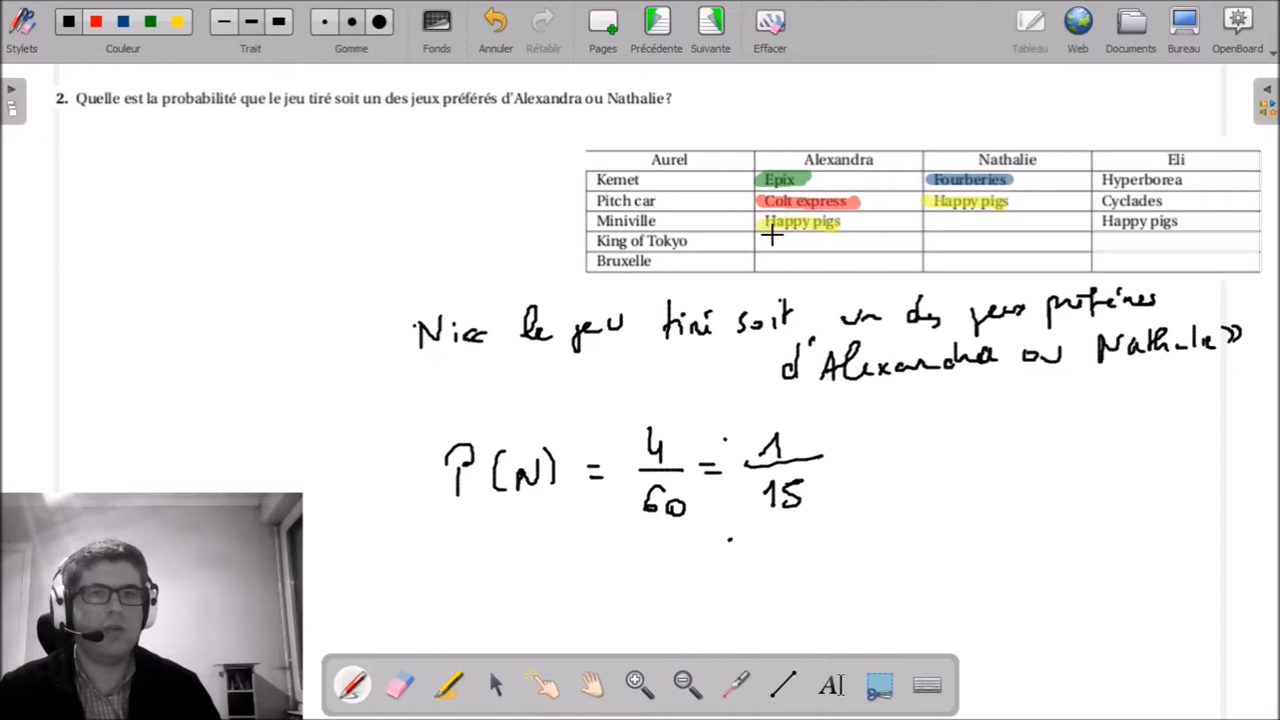 Stylets Couleur Trait Gomme Fonds Annuler Rétablir Pages Précédente Suivante Effacer Tableau Web Documents Bureau OpenBoard
2. Quelle est la probabilité que le jeu tiré soit un des jeux préférés d'Alexandra ou Nathalie?
Aurel Alexandra Nathalie Eli
Kemet Epix Fourberies Hyperborea
Pitch car Colt express Happy pigs Cyclades
Miniville Happy pigs Happy pigs
King of Tokyo
Bruxelle
N: « le jeu tiré soit un des jeux préférés
d'Alexandra ou Nathalie »
P(N) = 4/60 = 1/15
AI